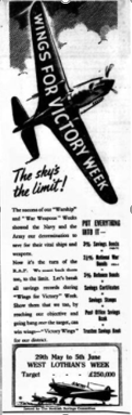 WINGS FOR VICTORY WEEK
The sky's
the limit!
The success of our "Warship"
and "War Weapons" Weeks
showed the Navy and the
Army our determination to
save for their vital ships and
weapons.
Now it's the turn of the
R.A.F. We must back them
too, to the limit. Let's break
all savings records during
"Wings for Victory" Week.
Show them that we can, by
reaching our objective and
going bang over the target, can
win "Victory Wings"
for our district.
PUT EVERYTHING
INTO IT—
3% Savings Bonds
2½% National War
Bonds
3% Defence Bonds
Savings Certificates
Savings Stamps
Post Office Savings
Bank
Trustee Savings Bank
29th May to 5th June
WEST LOTHIAN'S WEEK
Target £250,000
Issued by The Scottish Savings Committee